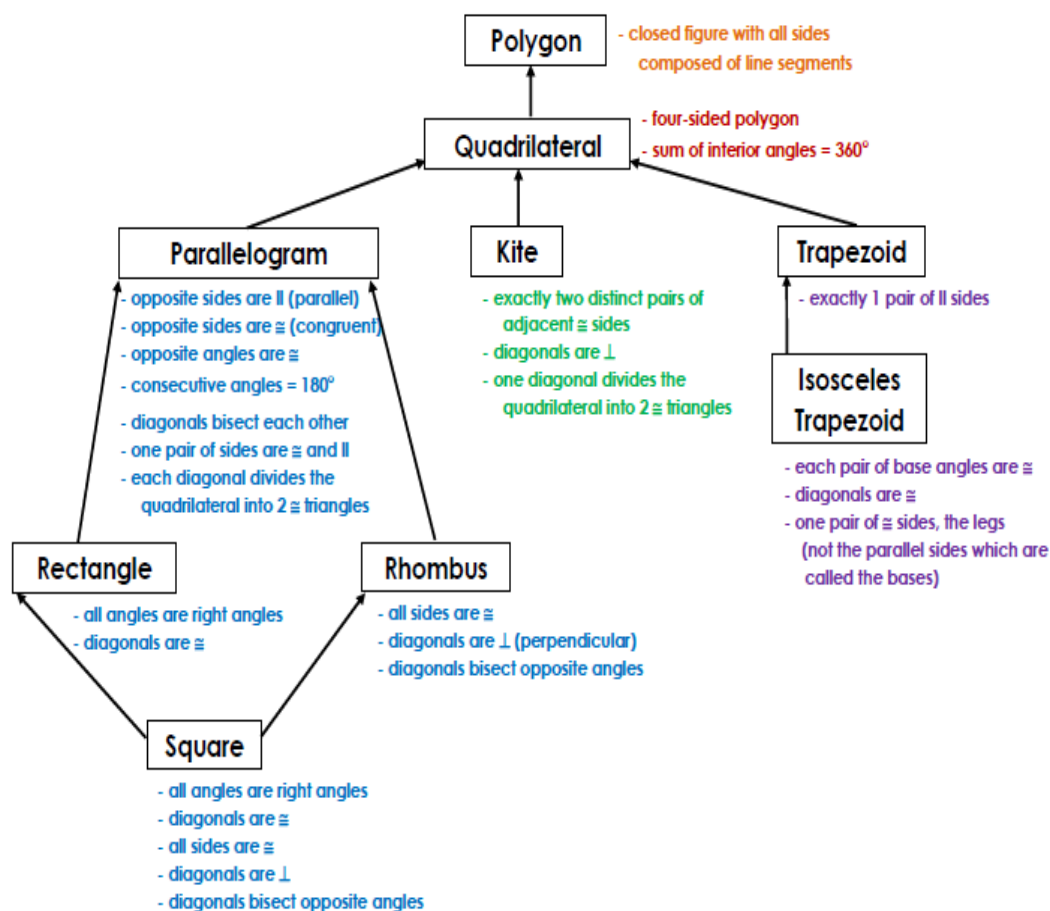 Polygon
- closed figure with all sides
composed of line segments
Quadrilateral
- four-sided polygon
- sum of interior angles = 360°
Parallelogram
- opposite sides are ll (parallel)
- opposite sides are ≅ (congruent)
- opposite angles are ≅
- consecutive angles = 180°
- diagonals bisect each other
- one pair of sides are ≅ and ll
- each diagonal divides the
quadrilateral into 2 ≅ triangles
Kite
- exactly two distinct pairs of
adjacent ≅ sides
- diagonals are ⊥
- one diagonal divides the
quadrilateral into 2 ≅ triangles
Trapezoid
- exactly 1 pair of ll sides
Isosceles
Trapezoid
- each pair of base angles are ≅
- diagonals are ≅
- one pair of ≅ sides, the legs
(not the parallel sides which are
called the bases)
Rectangle
- all angles are right angles
- diagonals are ≅
Rhombus
- all sides are ≅
- diagonals are ⊥ (perpendicular)
- diagonals bisect opposite angles
Square
- all angles are right angles
- diagonals are ≅
- all sides are ≅
- diagonals are ⊥
- diagonals bisect opposite angles